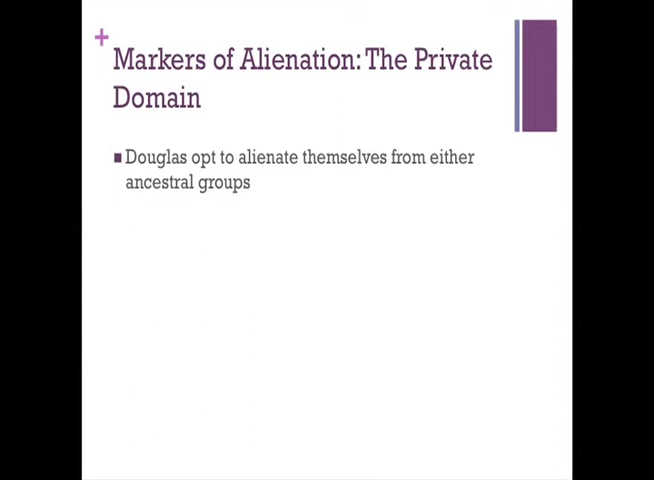 Markers of Alienation: The Private
Domain
Douglas opt to alienate themselves from either
ancestral groups